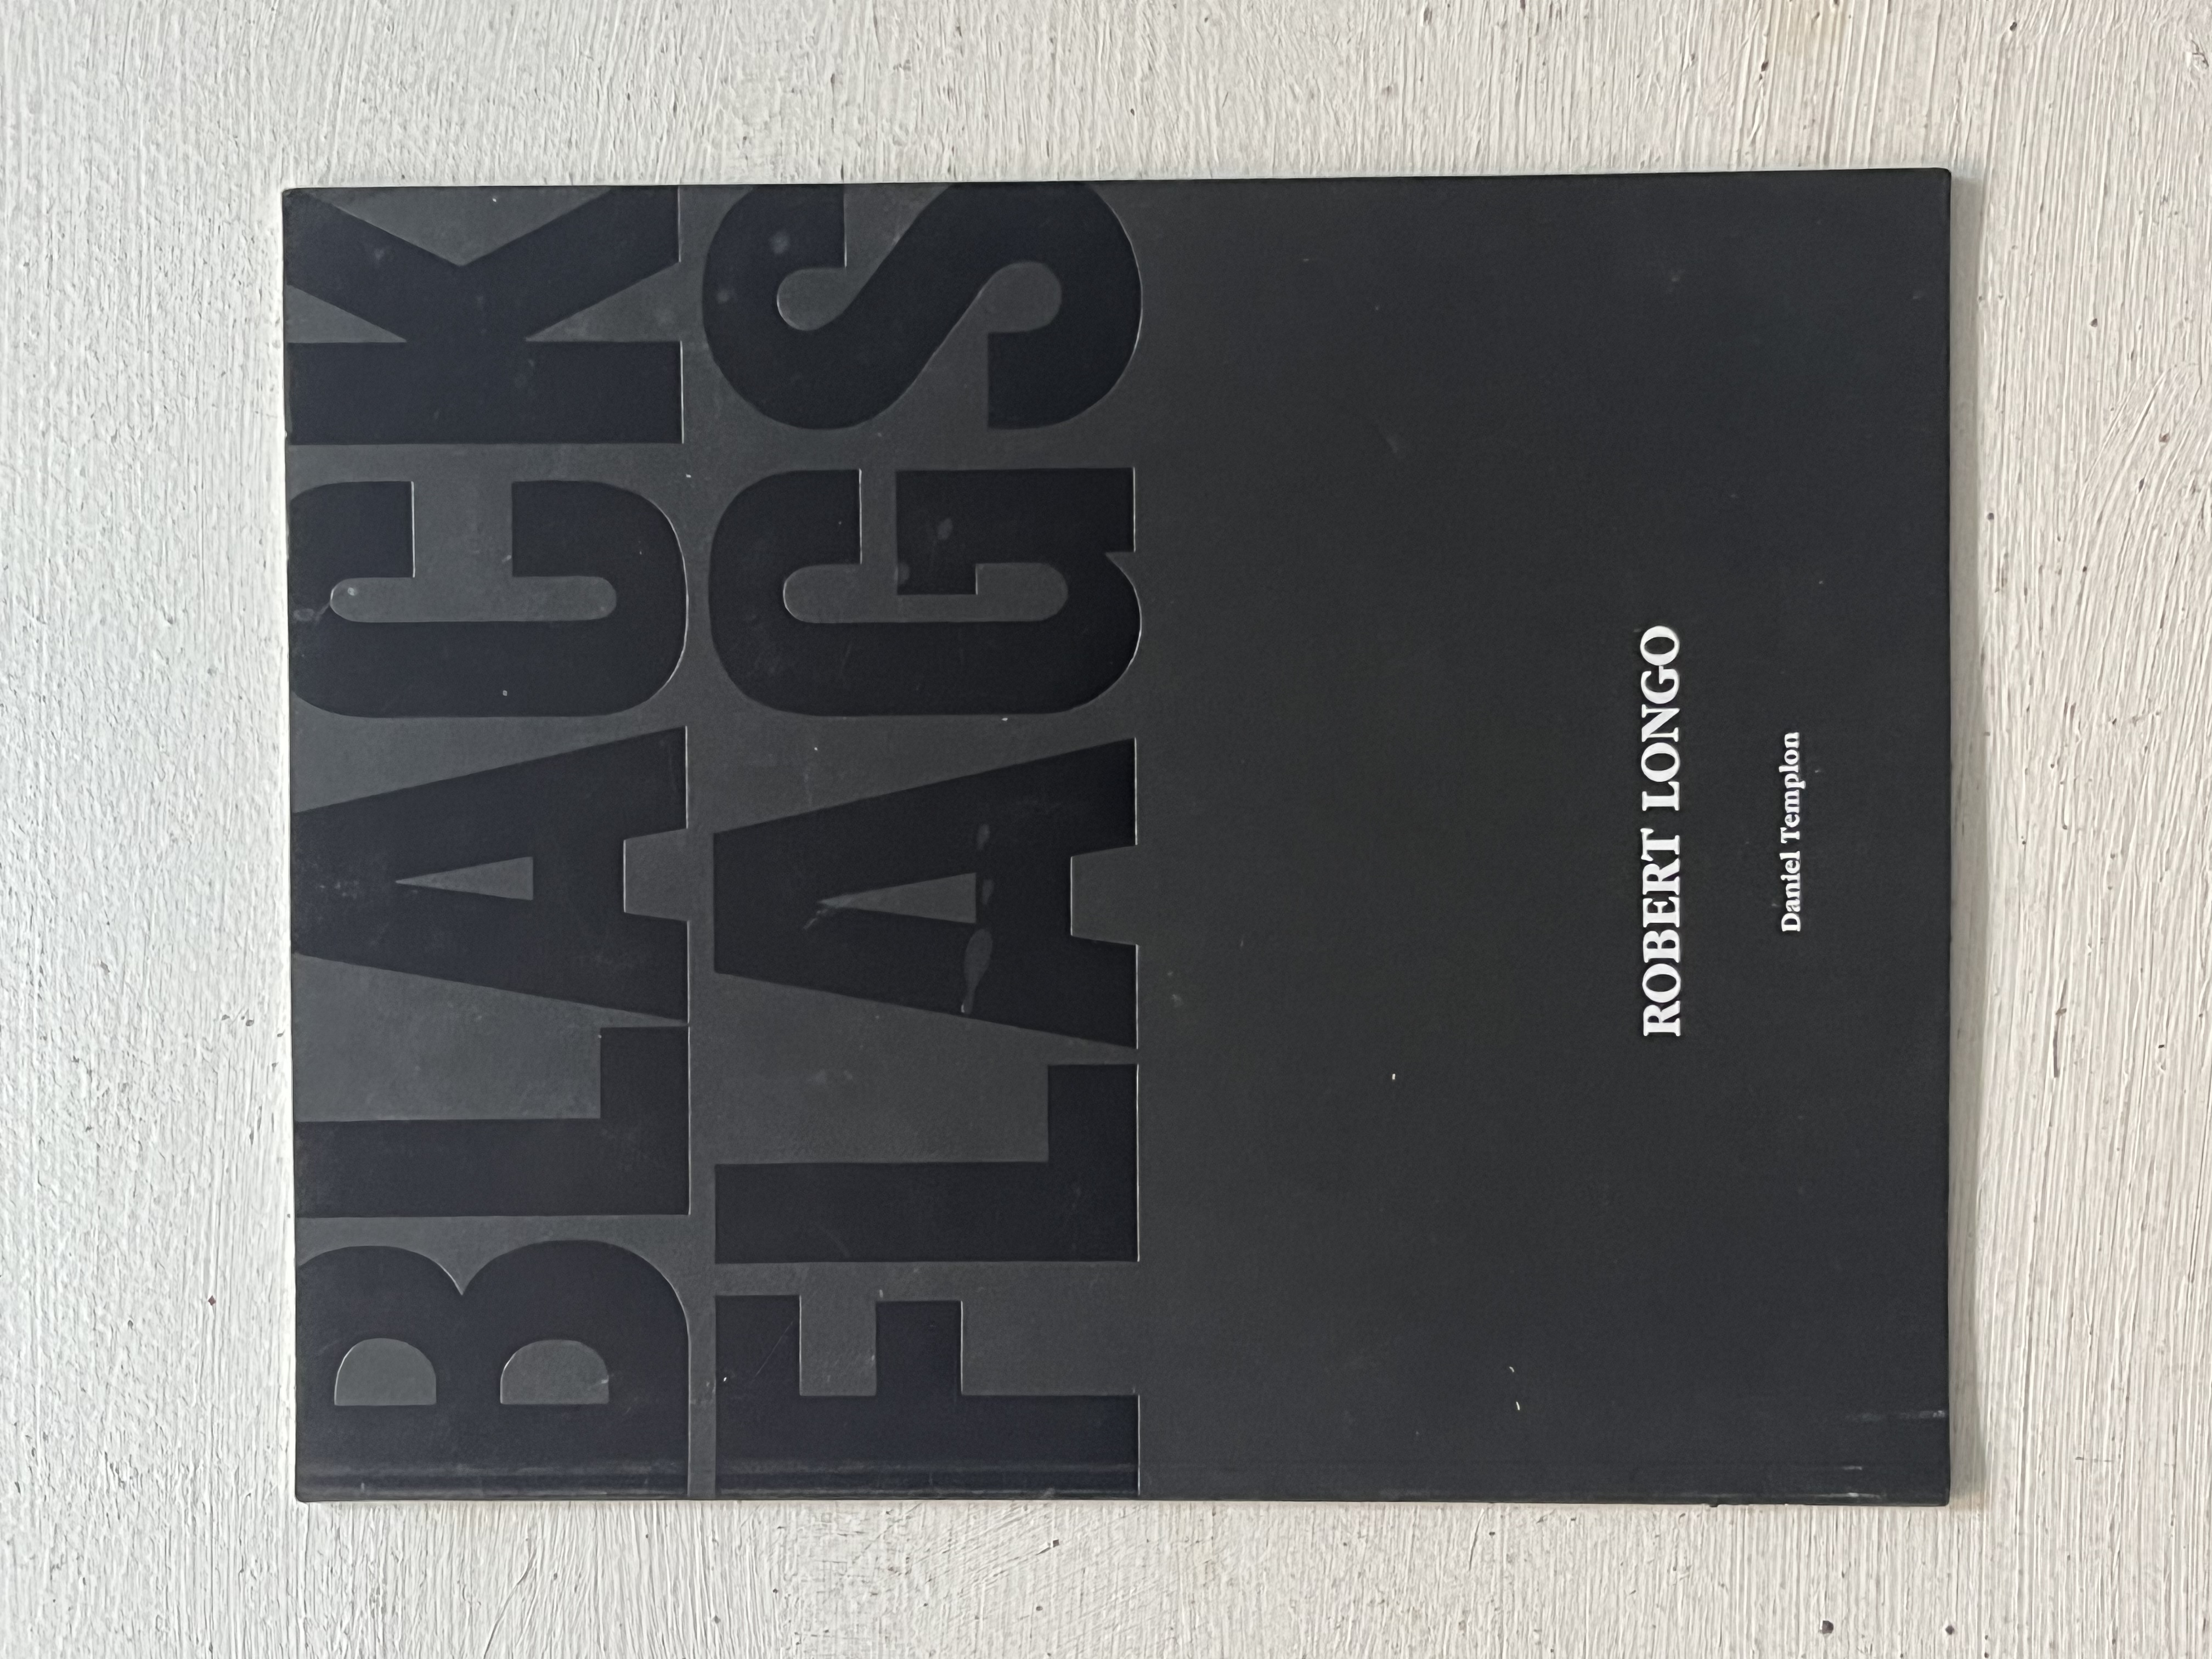 BLACK
FLAGS
ROBERT LONGO
Daniel Templon